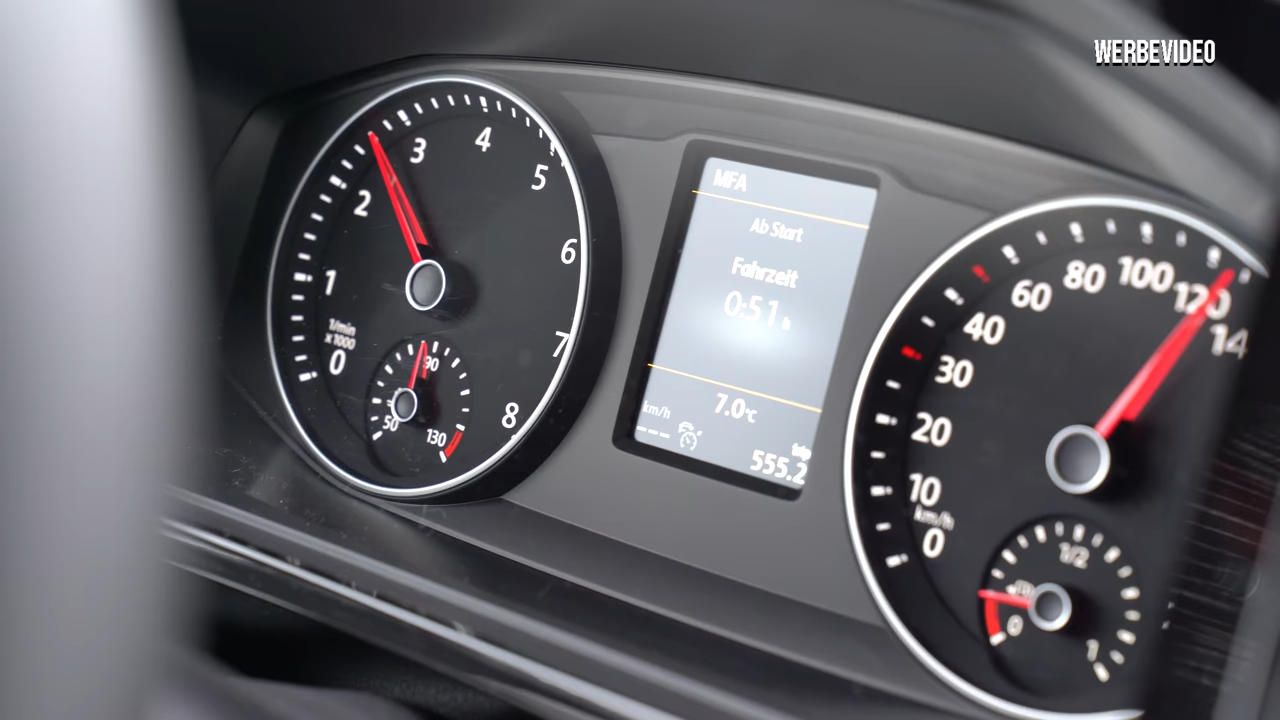 WERBEVIDEO
0
1
2
3
4
5
6
7
8
1/min
x 1000
50
90
130
MFA
Ab Start
Fahrzeit
0:51 h
7.0°C
km/h
---
trip
555.2
0
10
20
30
40
60
80
100
120
14
km/h
0
1/2
1